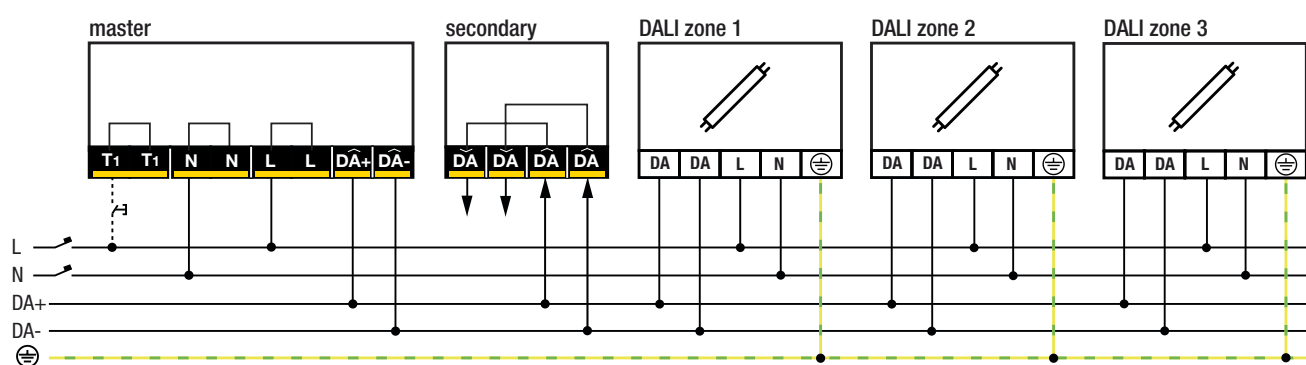 master secondary DALI zone 1 DALI zone 2 DALI zone 3
T1 T1 N N L L DA+ DA- DA DA DA DA DA DA L N DA DA L N DA DA L N
L
N
DA+
DA-